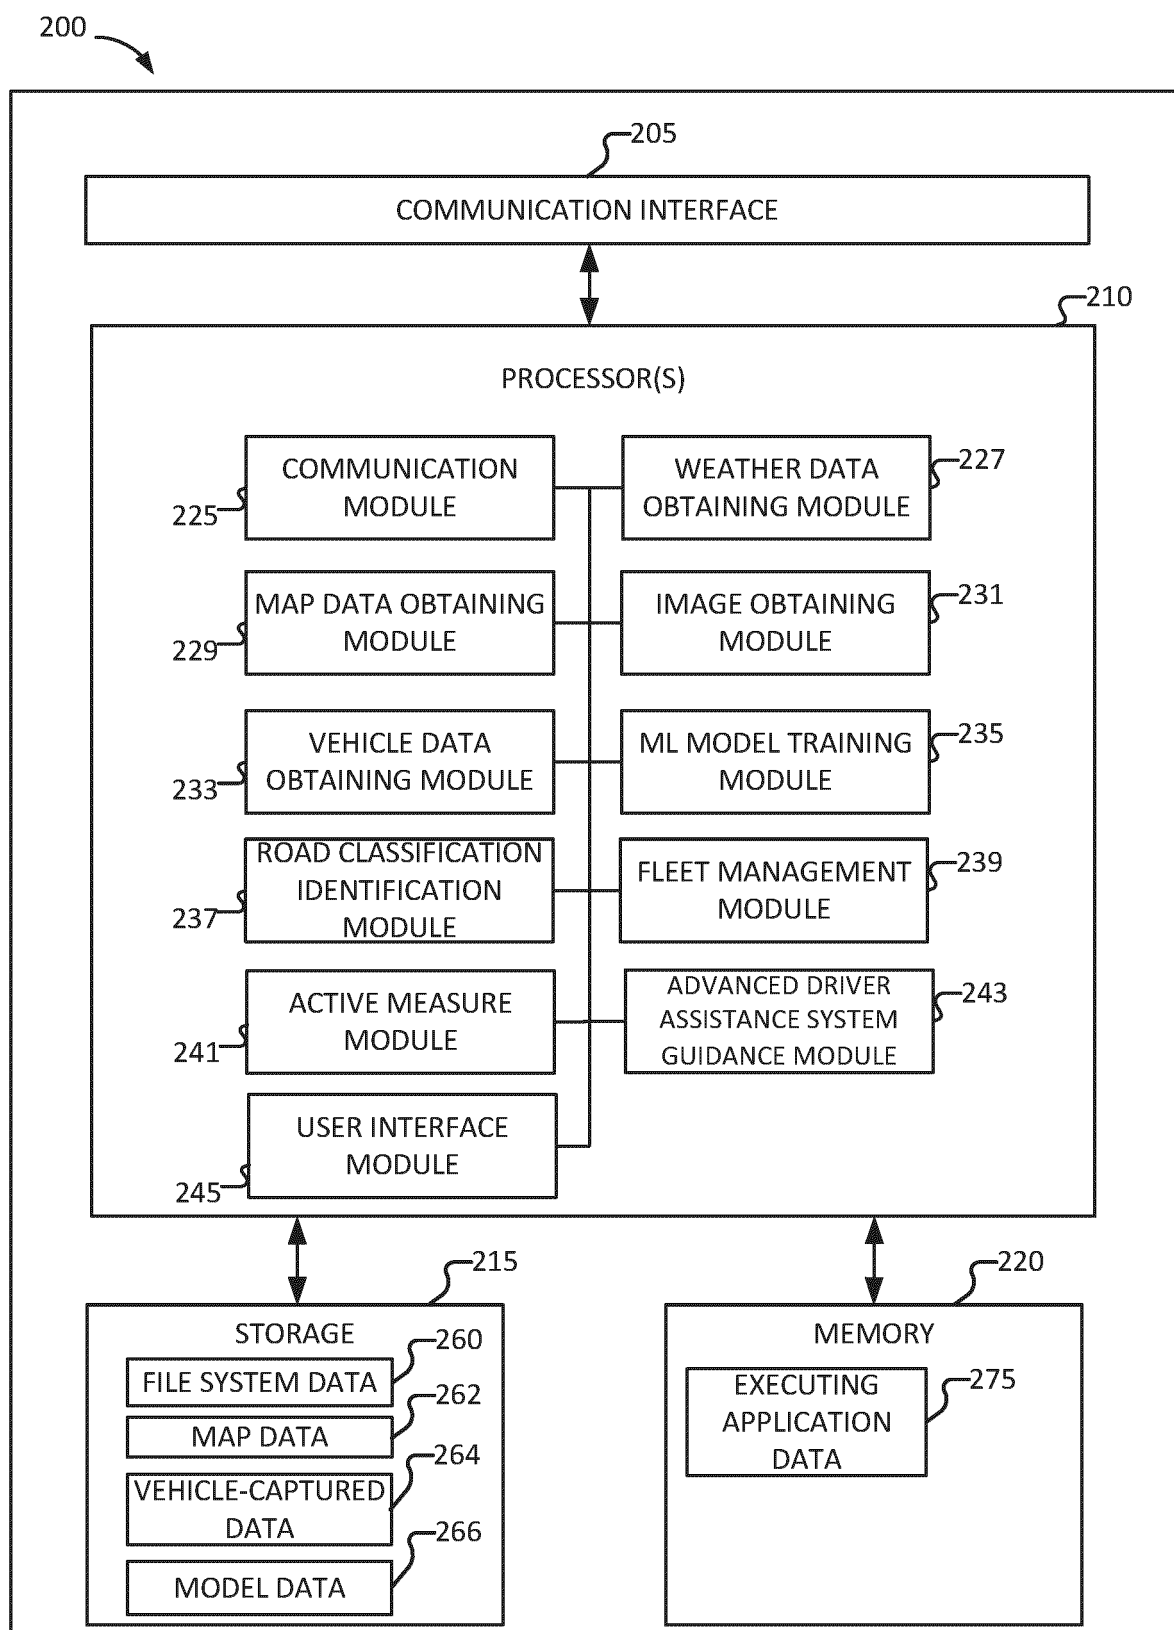 200
205
COMMUNICATION INTERFACE
210
PROCESSOR(S)
COMMUNICATION
MODULE
225
WEATHER DATA
OBTAINING MODULE
227
MAP DATA OBTAINING
MODULE
229
IMAGE OBTAINING
MODULE
231
VEHICLE DATA
OBTAINING MODULE
233
ML MODEL TRAINING
MODULE
235
ROAD CLASSIFICATION
IDENTIFICATION
MODULE
237
FLEET MANAGEMENT
MODULE
239
ACTIVE MEASURE
MODULE
241
ADVANCED DRIVER
ASSISTANCE SYSTEM
GUIDANCE MODULE
243
USER INTERFACE
MODULE
245
215
STORAGE
260
FILE SYSTEM DATA
262
MAP DATA
264
VEHICLE-CAPTURED
DATA
266
MODEL DATA
220
MEMORY
EXECUTING
APPLICATION
DATA
275